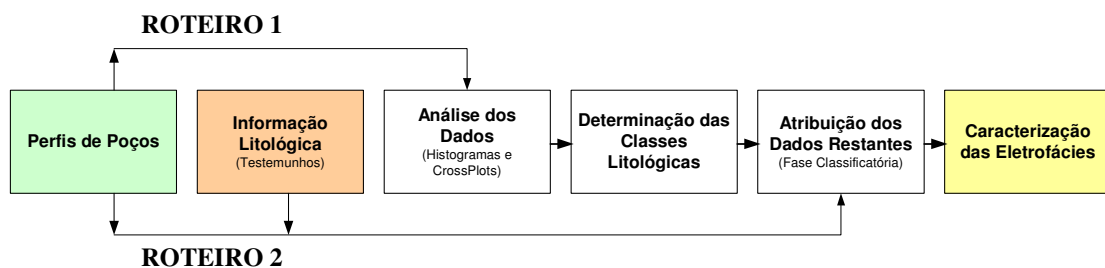 ROTEIRO 1
Perfis de Poços
Informação
Litológica
(Testemunhos)
Análise dos
Dados
(Histogramas e
CrossPlots)
Determinação das
Classes
Litológicas
Atribuição dos
Dados Restantes
(Fase Classificatória)
Caracterização
das Eletrofácies
ROTEIRO 2